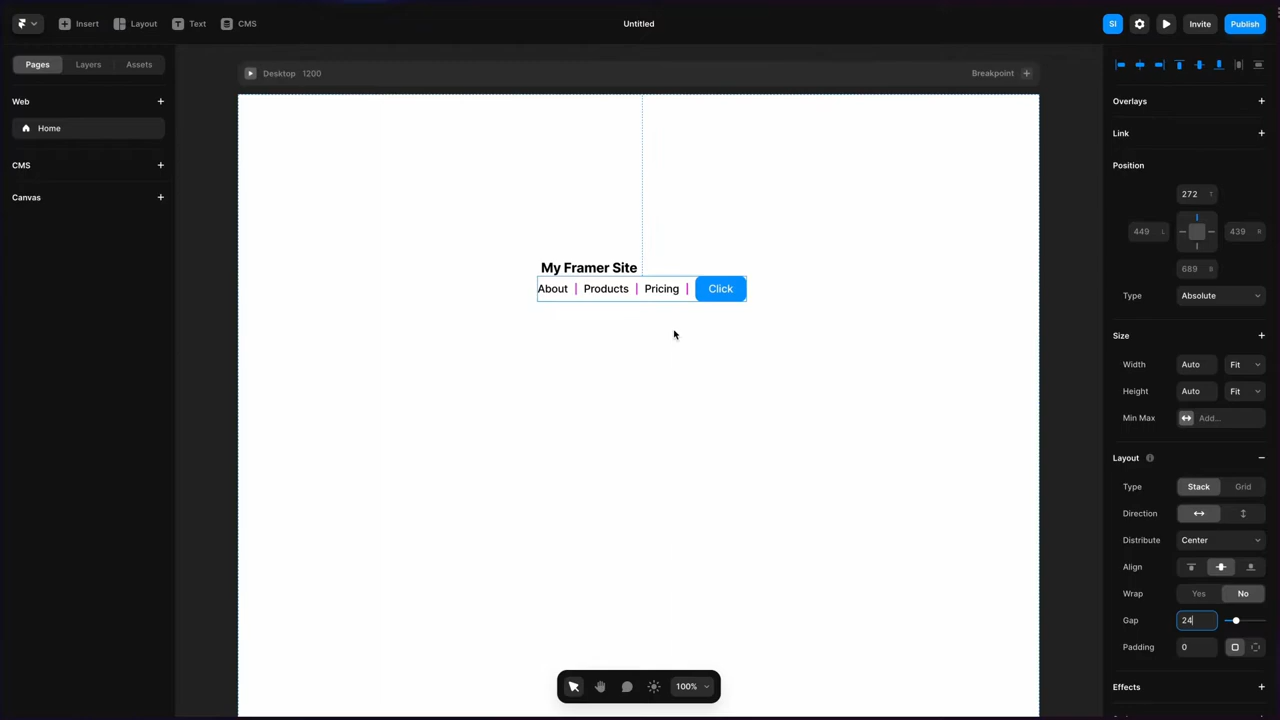 Insert Layout Text CMS Untitled SI Invite Publish
Pages Layers Assets
Desktop 1200 Breakpoint
Web
Overlays
Home
Link
CMS
Position
272 T
Canvas
449 L 439 R
My Framer Site
689 B
About Products Pricing Click
Type Absolute
Size
Width Auto Fit
Height Auto Fit
Min Max Add...
Layout
Type Stack Grid
Direction
Distribute Center
Align
Wrap Yes No
Gap 24
Padding 0
100%
Effects